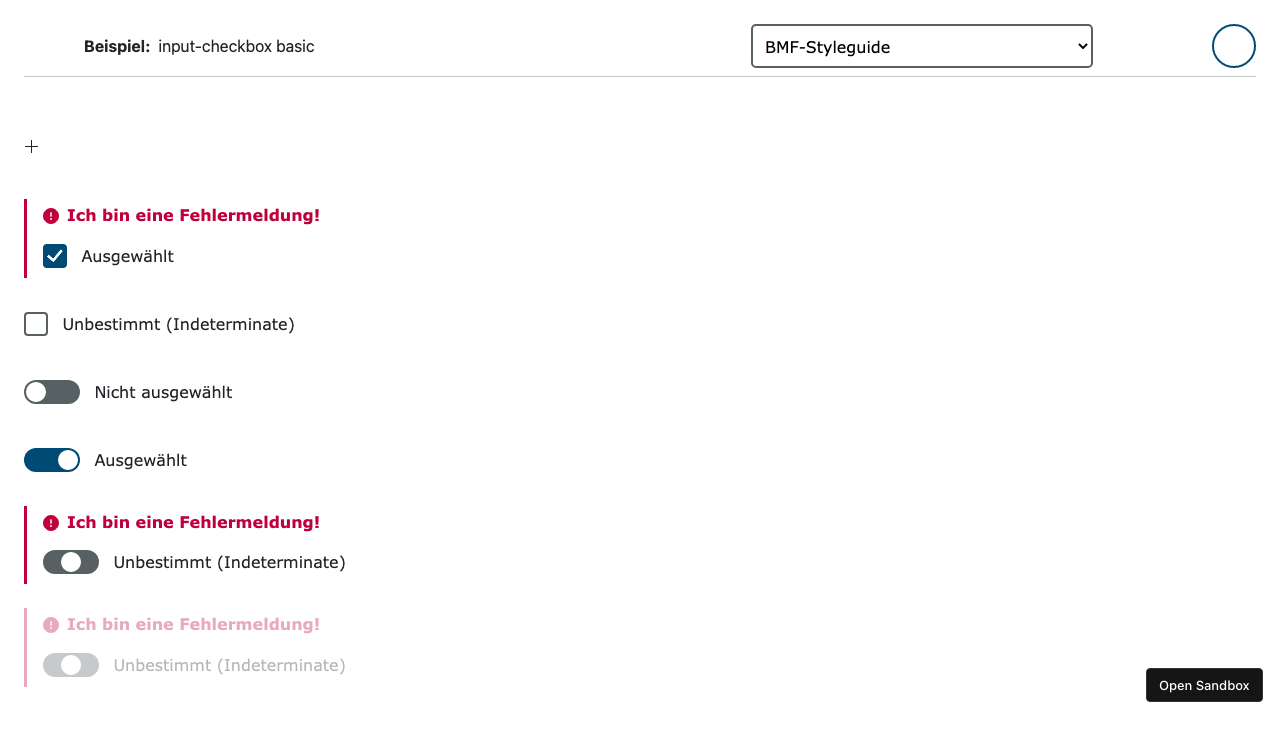 Beispiel: input-checkbox basic
BMF-Styleguide
Ich bin eine Fehlermeldung!
Ausgewählt
Unbestimmt (Indeterminate)
Nicht ausgewählt
Ausgewählt
Ich bin eine Fehlermeldung!
Unbestimmt (Indeterminate)
Ich bin eine Fehlermeldung!
Unbestimmt (Indeterminate)
Open Sandbox